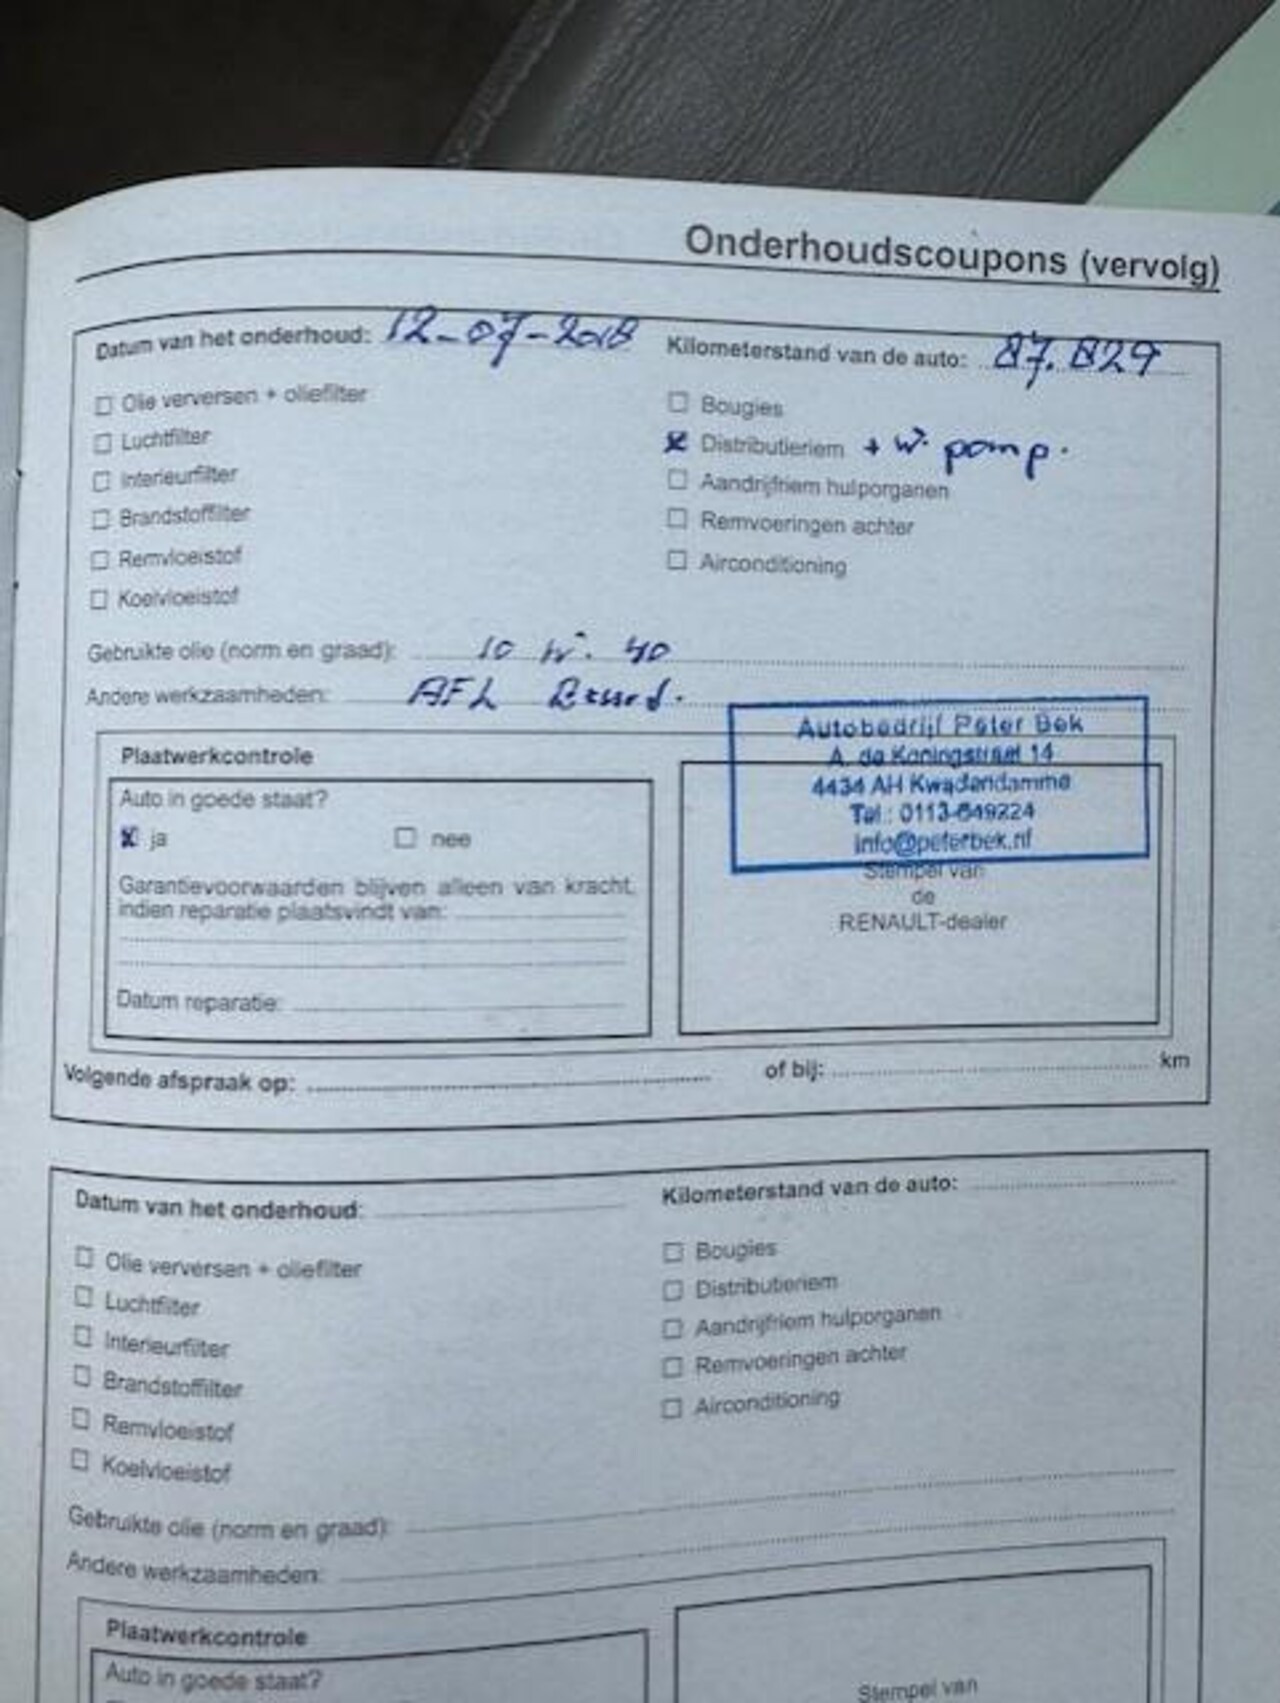 Onderhoudscoupons (vervolg)
Datum van het onderhoud: 12-07-2018 Kilometerstand van de auto: 87.829
Olie verversen + oliefilter
Luchtfilter
Interieurfilter
Brandstoffilter
Remvloeistof
Koelvloeistof
Bougies
Distributieriem + w. pomp.
Aandrijfriem hulporganen
Remvoeringen achter
Airconditioning
Gebruikte olie (norm en graad): 10 w. 40
Andere werkzaamheden: AFL
Plaatwerkcontrole
Auto in goede staat?
ja nee
Garantievoorwaarden blijven alleen van kracht,
indien reparatie plaatsvindt van:
Datum reparatie:
Autobedrijf Peter Bek
A. de Koningstraat 14
4434 AH Kwadendamme
Tel.: 0113-649224
info@peterbek.nl
Stempel van
de
RENAULT-dealer
Volgende afspraak op: of bij: km
Datum van het onderhoud: Kilometerstand van de auto:
Olie verversen + oliefilter
Luchtfilter
Interieurfilter
Brandstoffilter
Remvloeistof
Koelvloeistof
Bougies
Distributieriem
Aandrijfriem hulporganen
Remvoeringen achter
Airconditioning
Gebruikte olie (norm en graad):
Andere werkzaamheden:
Plaatwerkcontrole
Auto in goede staat?
Stempel van